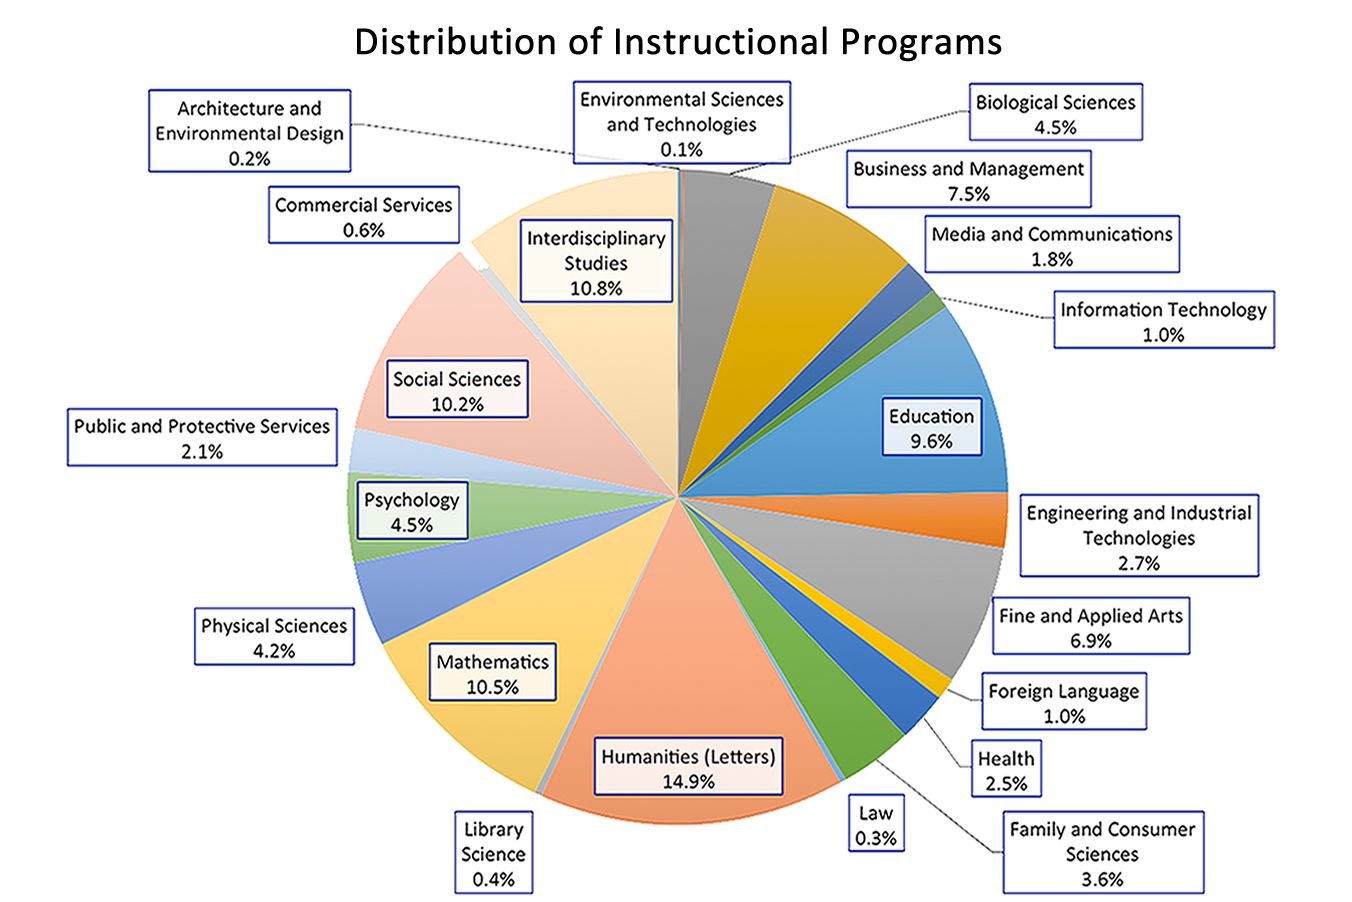 Distribution of Instructional Programs
Architecture and
Environmental Design
0.2%
Environmental Sciences
and Technologies
0.1%
Biological Sciences
4.5%
Business and Management
7.5%
Commercial Services
0.6%
Interdisciplinary
Studies
10.8%
Media and Communications
1.8%
Information Technology
1.0%
Social Sciences
10.2%
Education
9.6%
Public and Protective Services
2.1%
Psychology
4.5%
Engineering and Industrial
Technologies
2.7%
Physical Sciences
4.2%
Fine and Applied Arts
6.9%
Mathematics
10.5%
Foreign Language
1.0%
Humanities (Letters)
14.9%
Health
2.5%
Library
Science
0.4%
Law
0.3%
Family and Consumer
Sciences
3.6%